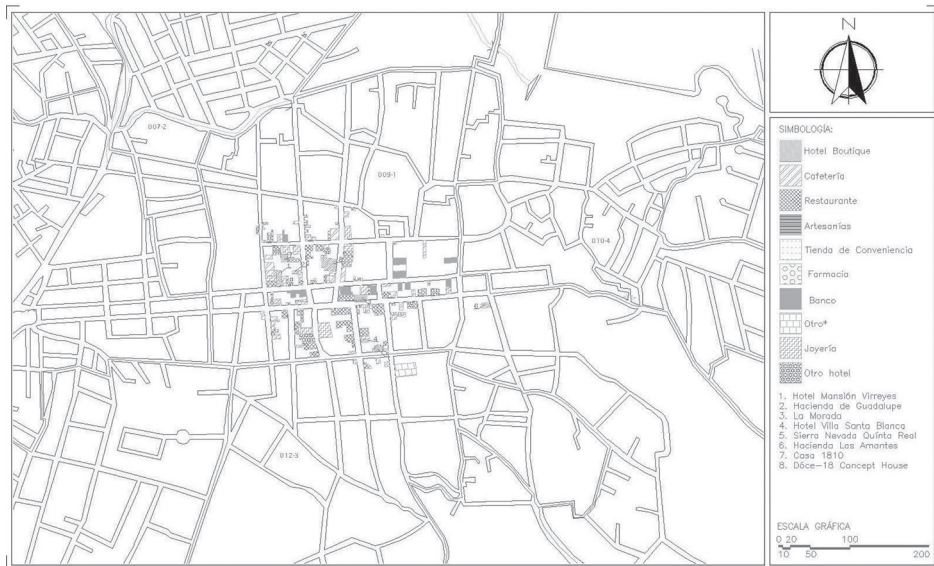 007-2
009-1
010-4
012-3
N
SIMBOLOGÍA:
Hotel Boutique
Cafetería
Restaurante
Artesanías
Tienda de Conveniencia
Farmacia
Banco
Otro*
Joyería
Otro hotel
1. Hotel Mansión Virreyes
2. Hacienda de Guadalupe
3. La Morada
4. Hotel Villa Santa Blanca
5. Sierra Nevada Quinta Real
6. Hacienda Los Amantes
7. Casa 1810
8. Dôce-18 Concept House
ESCALA GRÁFICA
0 20 100
10 50 200